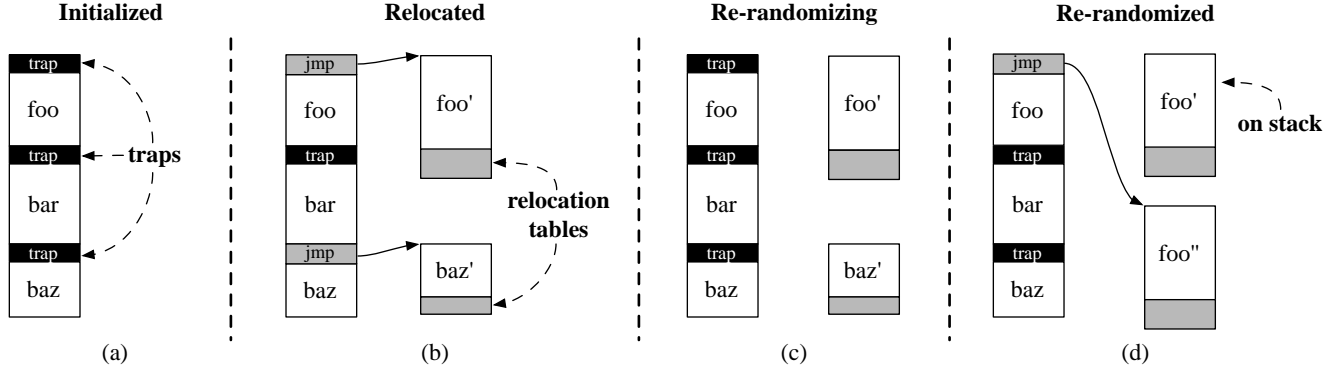 Initialized
trap
foo
trap
traps
bar
trap
baz
(a)
Relocated
jmp
foo
foo'
trap
bar
relocation
tables
jmp
baz
baz'
(b)
Re-randomizing
trap
foo
foo'
trap
bar
trap
baz
baz'
(c)
Re-randomized
jmp
foo
foo'
on stack
trap
bar
trap
baz
foo''
(d)